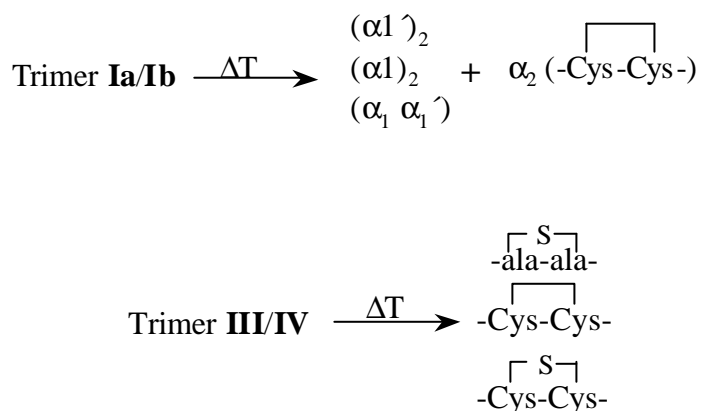 (α1´)₂
Trimer Ia/Ib ΔT (α1)₂ + α₂ (-Cys-Cys-)
(α₁ α₁´)
S
-ala-ala-
Trimer III/IV ΔT -Cys-Cys-
S
-Cys-Cys-